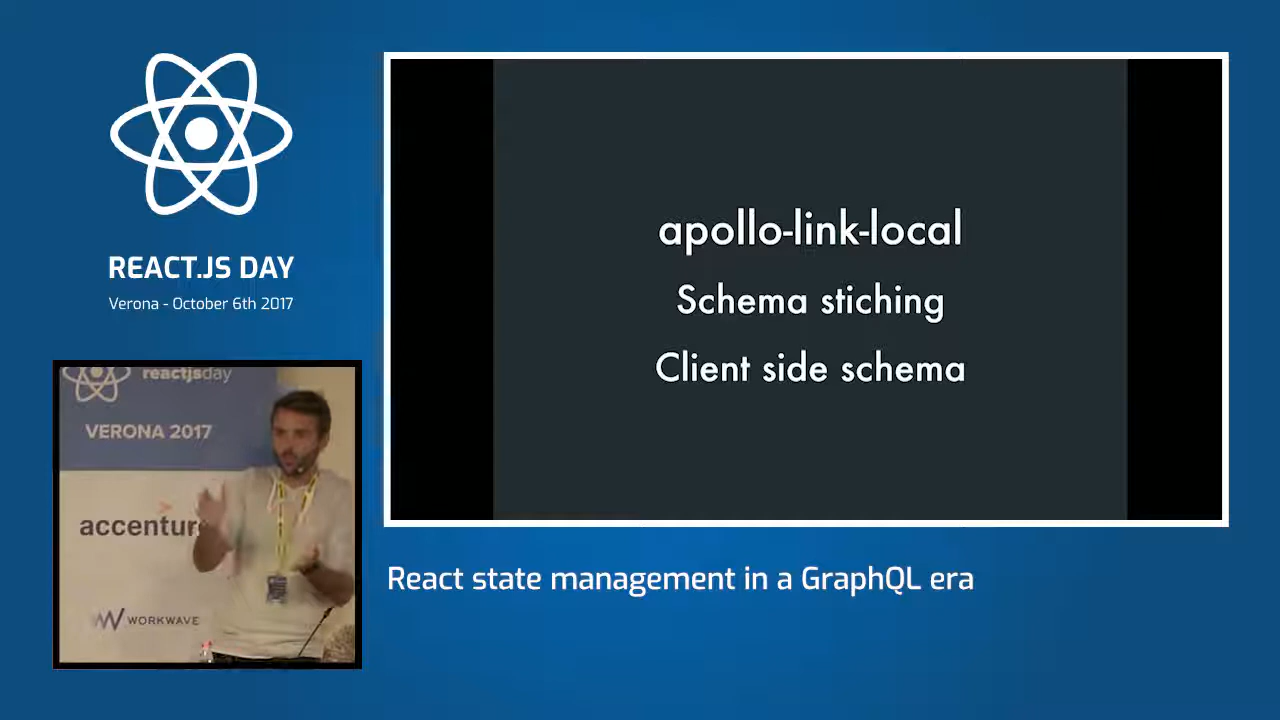 REACT.JS DAY
Verona - October 6th 2017
apollo-link-local
Schema stiching
Client side schema
reactjsday
VERONA 2017
accenture
WORKWAVE
React state management in a GraphQL era